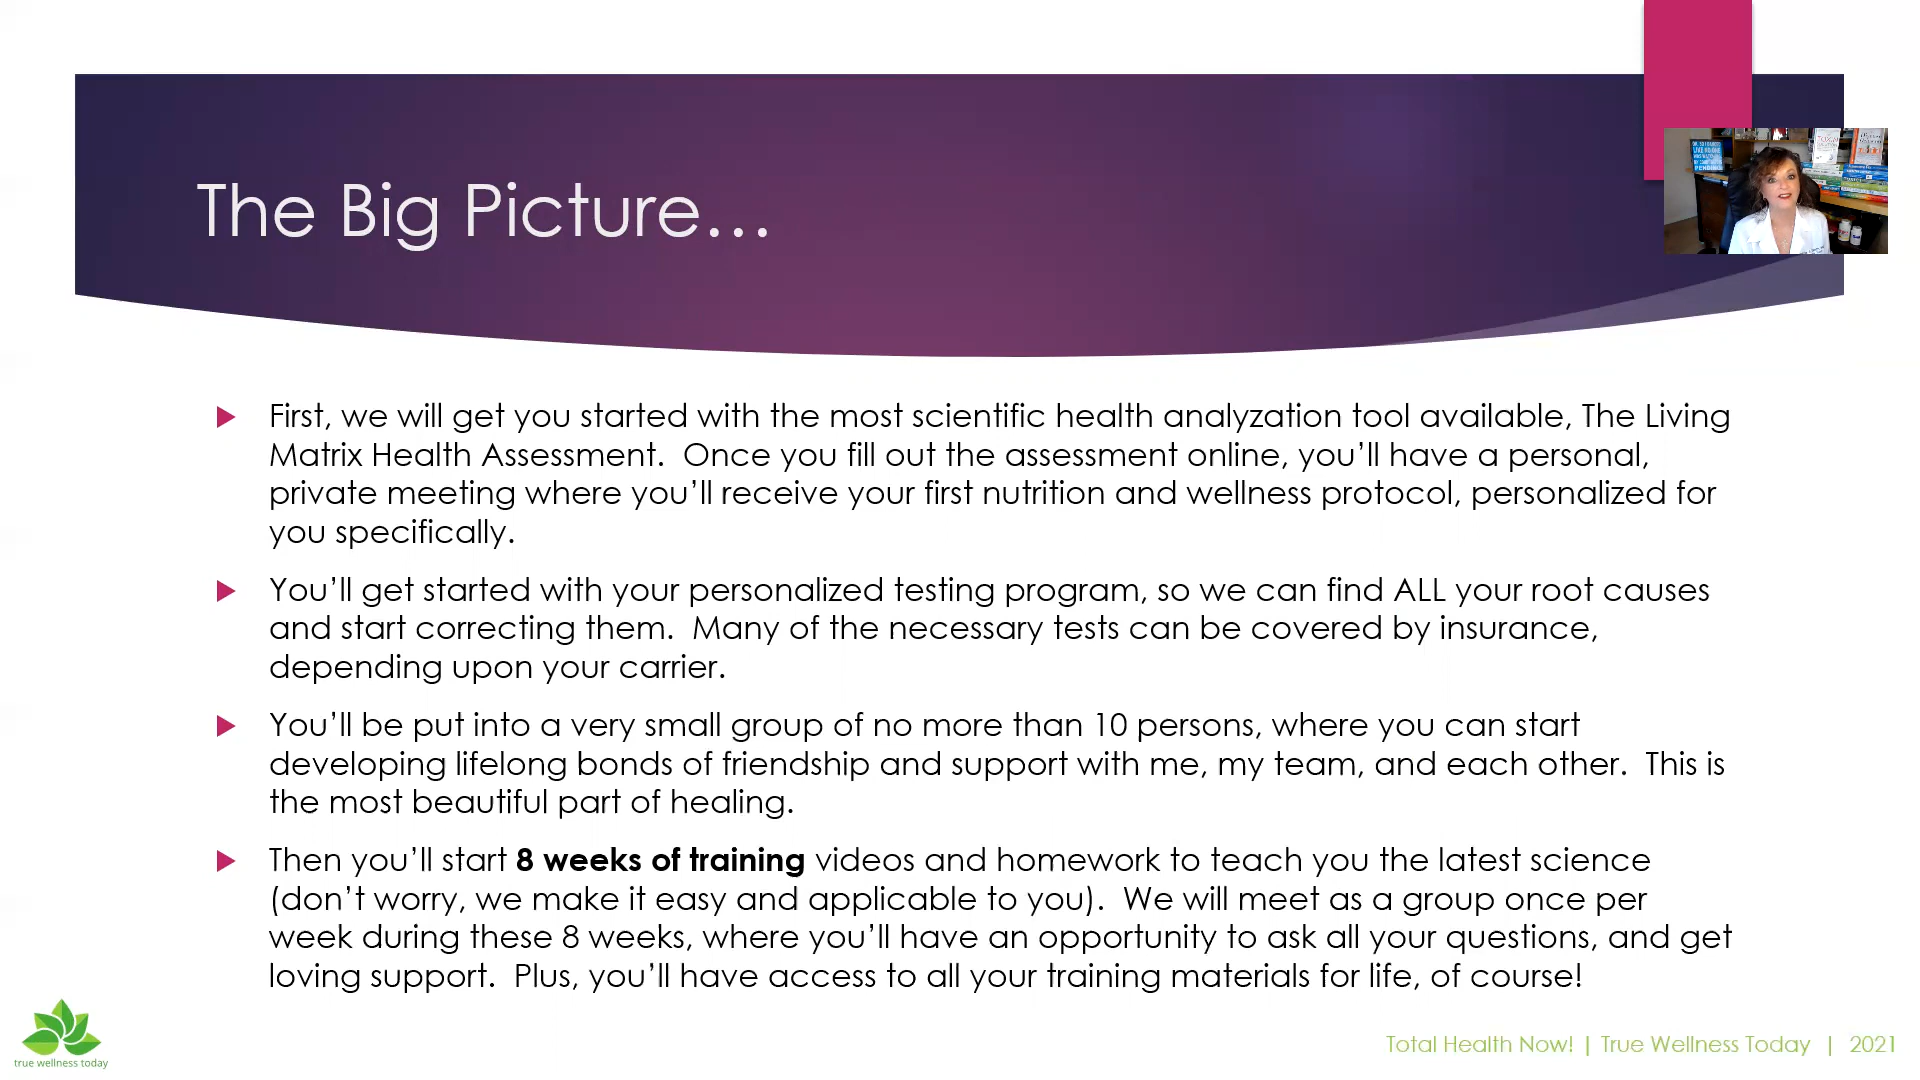 The Big Picture...
First, we will get you started with the most scientific health analyzation tool available, The Living
Matrix Health Assessment.  Once you fill out the assessment online, you'll have a personal,
private meeting where you'll receive your first nutrition and wellness protocol, personalized for
you specifically.
You'll get started with your personalized testing program, so we can find ALL your root causes
and start correcting them.  Many of the necessary tests can be covered by insurance,
depending upon your carrier.
You'll be put into a very small group of no more than 10 persons, where you can start
developing lifelong bonds of friendship and support with me, my team, and each other.  This is
the most beautiful part of healing.
Then you'll start 8 weeks of training videos and homework to teach you the latest science
(don't worry, we make it easy and applicable to you).  We will meet as a group once per
week during these 8 weeks, where you'll have an opportunity to ask all your questions, and get
loving support.  Plus, you'll have access to all your training materials for life, of course!
true wellness today
Total Health Now! | True Wellness Today | 2021